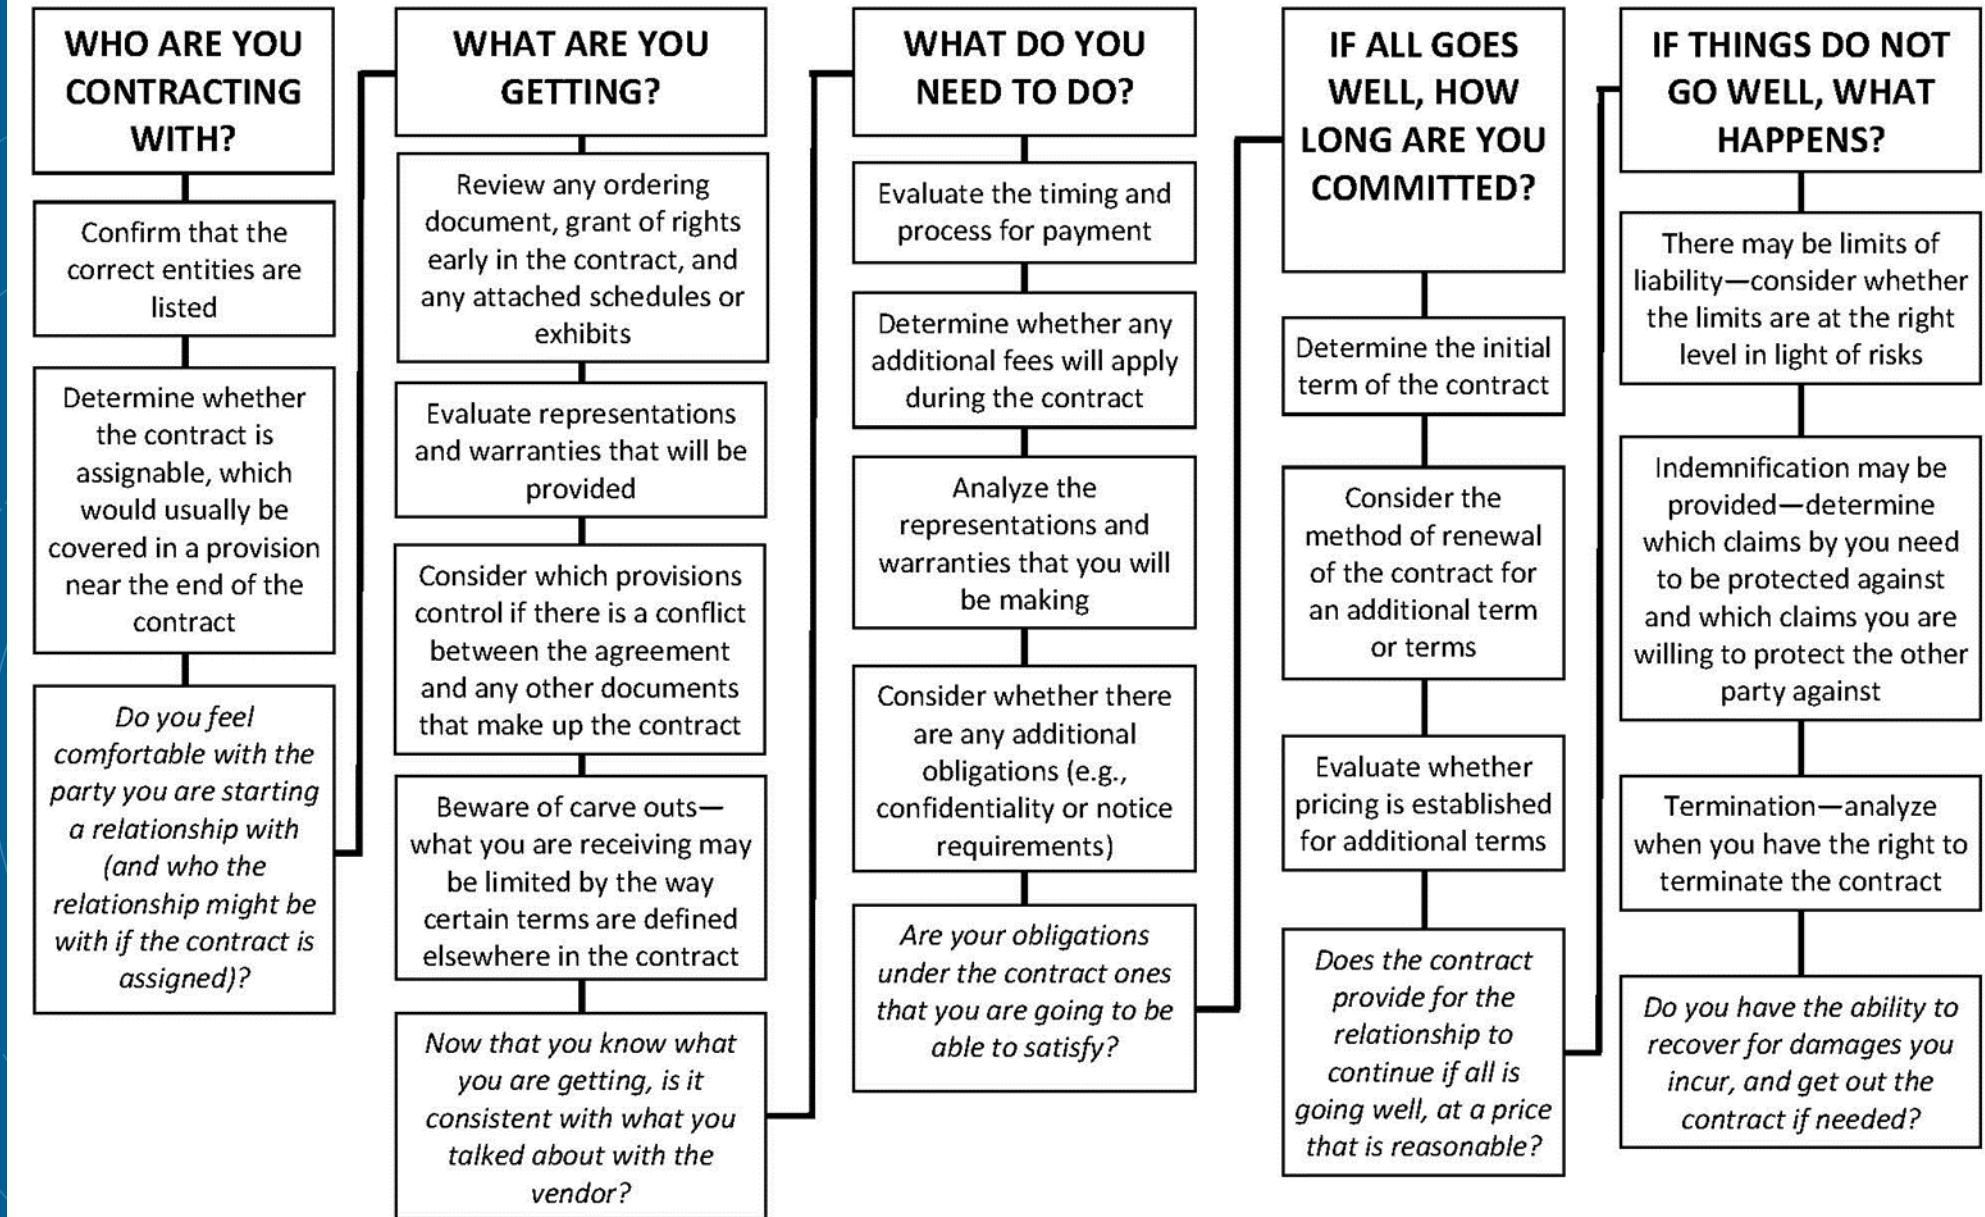 WHO ARE YOU
CONTRACTING
WITH?
Confirm that the
correct entities are
listed
Determine whether
the contract is
assignable, which
would usually be
covered in a provision
near the end of the
contract
Do you feel
comfortable with the
party you are starting
a relationship with
(and who the
relationship might be
with if the contract is
assigned)?
WHAT ARE YOU
GETTING?
Review any ordering
document, grant of rights
early in the contract, and
any attached schedules or
exhibits
Evaluate representations
and warranties that will be
provided
Consider which provisions
control if there is a conflict
between the agreement
and any other documents
that make up the contract
Beware of carve outs—
what you are receiving may
be limited by the way
certain terms are defined
elsewhere in the contract
Now that you know what
you are getting, is it
consistent with what you
talked about with the
vendor?
WHAT DO YOU
NEED TO DO?
Evaluate the timing and
process for payment
Determine whether any
additional fees will apply
during the contract
Analyze the
representations and
warranties that you will
be making
Consider whether there
are any additional
obligations (e.g.,
confidentiality or notice
requirements)
Are your obligations
under the contract ones
that you are going to be
able to satisfy?
IF ALL GOES
WELL, HOW
LONG ARE YOU
COMMITTED?
Determine the initial
term of the contract
Consider the
method of renewal
of the contract for
an additional term
or terms
Evaluate whether
pricing is established
for additional terms
Does the contract
provide for the
relationship to
continue if all is
going well, at a price
that is reasonable?
IF THINGS DO NOT
GO WELL, WHAT
HAPPENS?
There may be limits of
liability—consider whether
the limits are at the right
level in light of risks
Indemnification may be
provided—determine
which claims by you need
to be protected against
and which claims you are
willing to protect the other
party against
Termination—analyze
when you have the right to
terminate the contract
Do you have the ability to
recover for damages you
incur, and get out the
contract if needed?